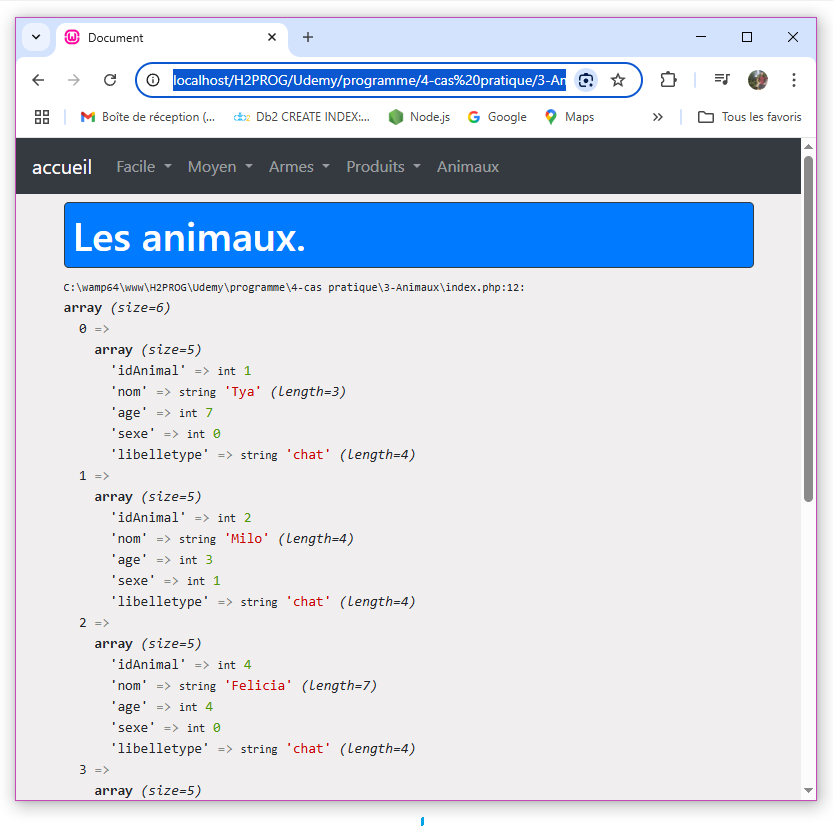 Document
localhost/H2PROG/Udemy/programme/4-cas%20pratique/3-An
Boîte de réception (... Db2 CREATE INDEX:... Node.js Google Maps » Tous les favoris
accueil Facile Moyen Armes Produits Animaux
Les animaux.
C:\wamp64\www\H2PROG\Udemy\programme\4-cas pratique\3-Animaux\index.php:12:
array (size=6)
0 =>
array (size=5)
'idAnimal' => int 1
'nom' => string 'Tya' (length=3)
'age' => int 7
'sexe' => int 0
'libelletype' => string 'chat' (length=4)
1 =>
array (size=5)
'idAnimal' => int 2
'nom' => string 'Milo' (length=4)
'age' => int 3
'sexe' => int 1
'libelletype' => string 'chat' (length=4)
2 =>
array (size=5)
'idAnimal' => int 4
'nom' => string 'Felicia' (length=7)
'age' => int 4
'sexe' => int 0
'libelletype' => string 'chat' (length=4)
3 =>
array (size=5)